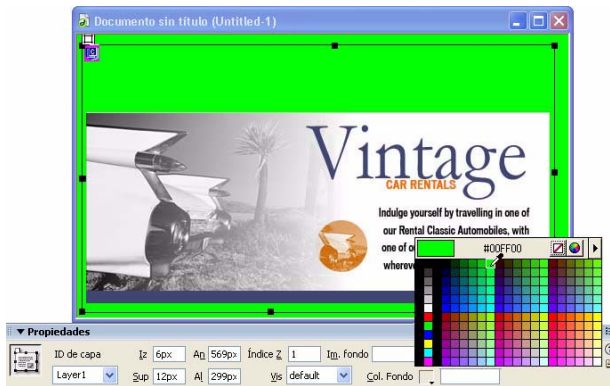 Documento sin título (Untitled-1)
Vintage
CAR RENTALS
Indulge yourself by travelling in one of
our Rental Classic Automobiles, with
one of o
wherev
#00FF00
Propiedades
ID de capa Iz 6px An 569px Índice Z 1 Im. fondo
Layer1 Sup 12px Al 299px Vis default Col. Fondo